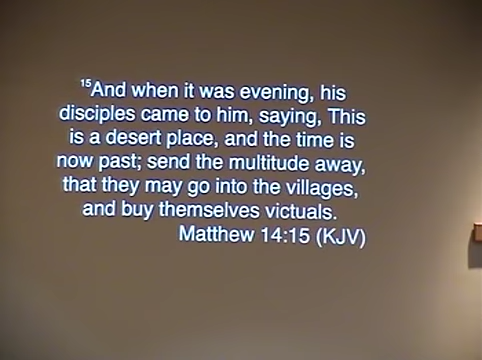 ¹⁵And when it was evening, his
disciples came to him, saying, This
is a desert place, and the time is
now past; send the multitude away,
that they may go into the villages,
and buy themselves victuals.
Matthew 14:15 (KJV)